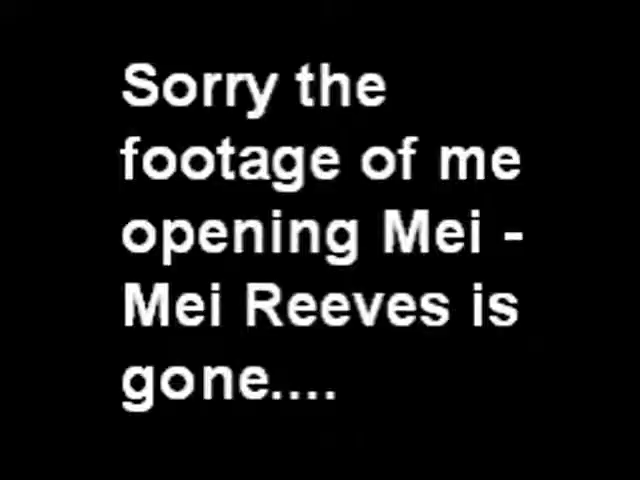 Sorry the
footage of me
opening Mei -
Mei Reeves is
gone....